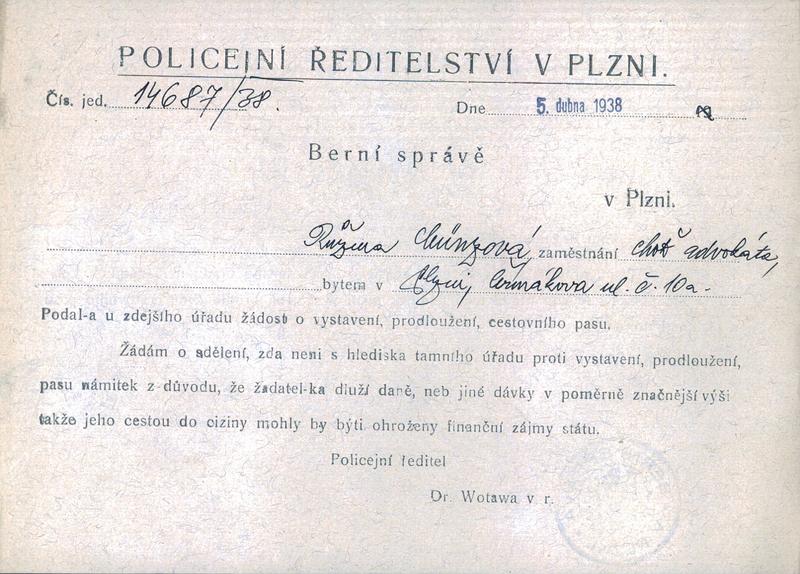 POLICEJNÍ ŘEDITELSTVÍ V PLZNI.
Čís. jed. 14687/38. Dne 5. dubna 1938
Berní správě
v Plzni.
Růžena Münzová, zaměstnání choť advokáta,
bytem v Plzni, Čermákova ul. č. 10a.
Podal-a u zdejšího úřadu žádost o vystavení, prodloužení, cestovního pasu.
Žádám o sdělení, zda neni s hlediska tamního úřadu proti vystavení, prodloužení,
pasu námitek z důvodu, že žadatel-ka dluží daně, neb jiné dávky v poměrně značnější výši
takže jeho cestou do ciziny mohly by býti ohroženy finanční zájmy státu.
Policejní ředitel
Dr. Wotawa v. r.